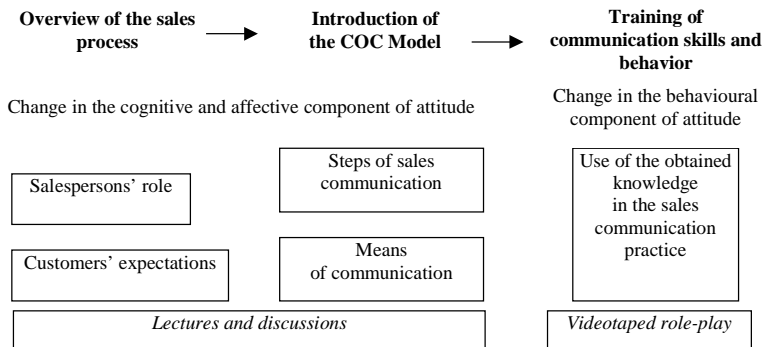 Overview of the sales
process
Introduction of
the COC Model
Training of
communication skills and
behavior
Change in the cognitive and affective component of attitude
Change in the behavioural
component of attitude
Salespersons' role
Customers' expectations
Steps of sales
communication
Means
of communication
Use of the obtained
knowledge
in the sales
communication
practice
Lectures and discussions
Videotaped role-play